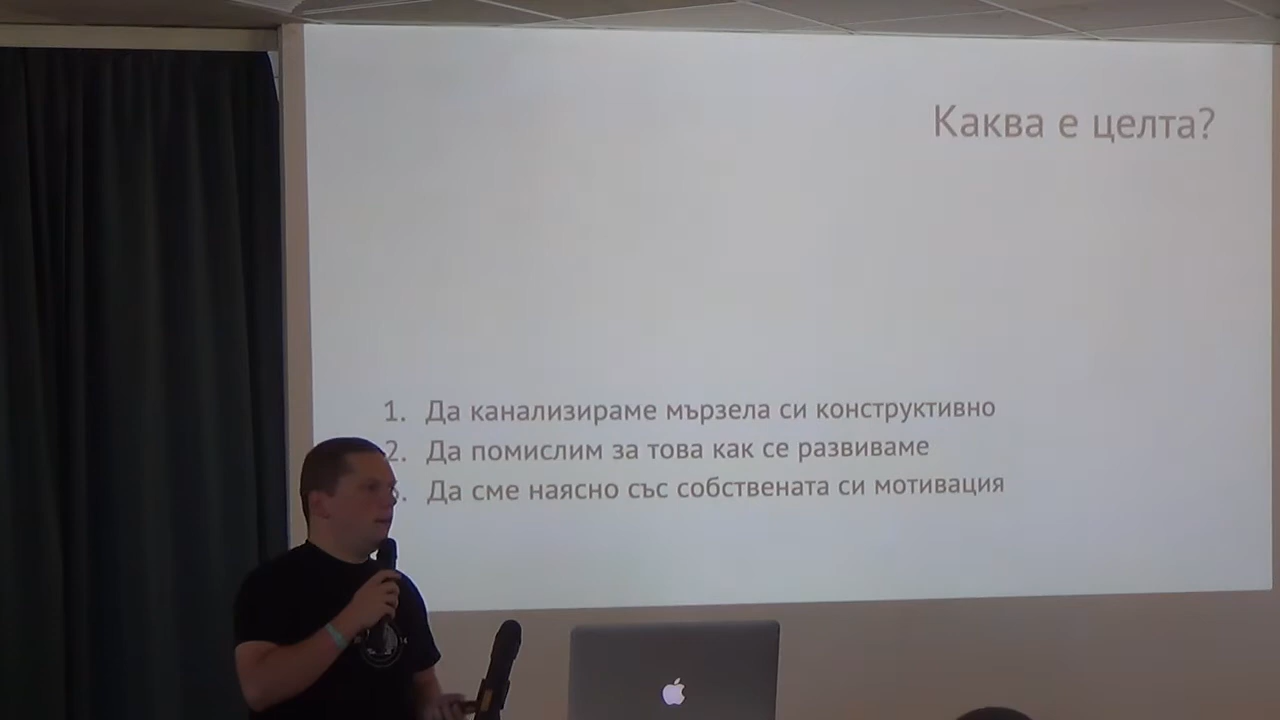 Каква е целта?
1. Да канализираме мързела си конструктивно
2. Да помислим за това как се развиваме
Да сме наясно със собствената си мотивация